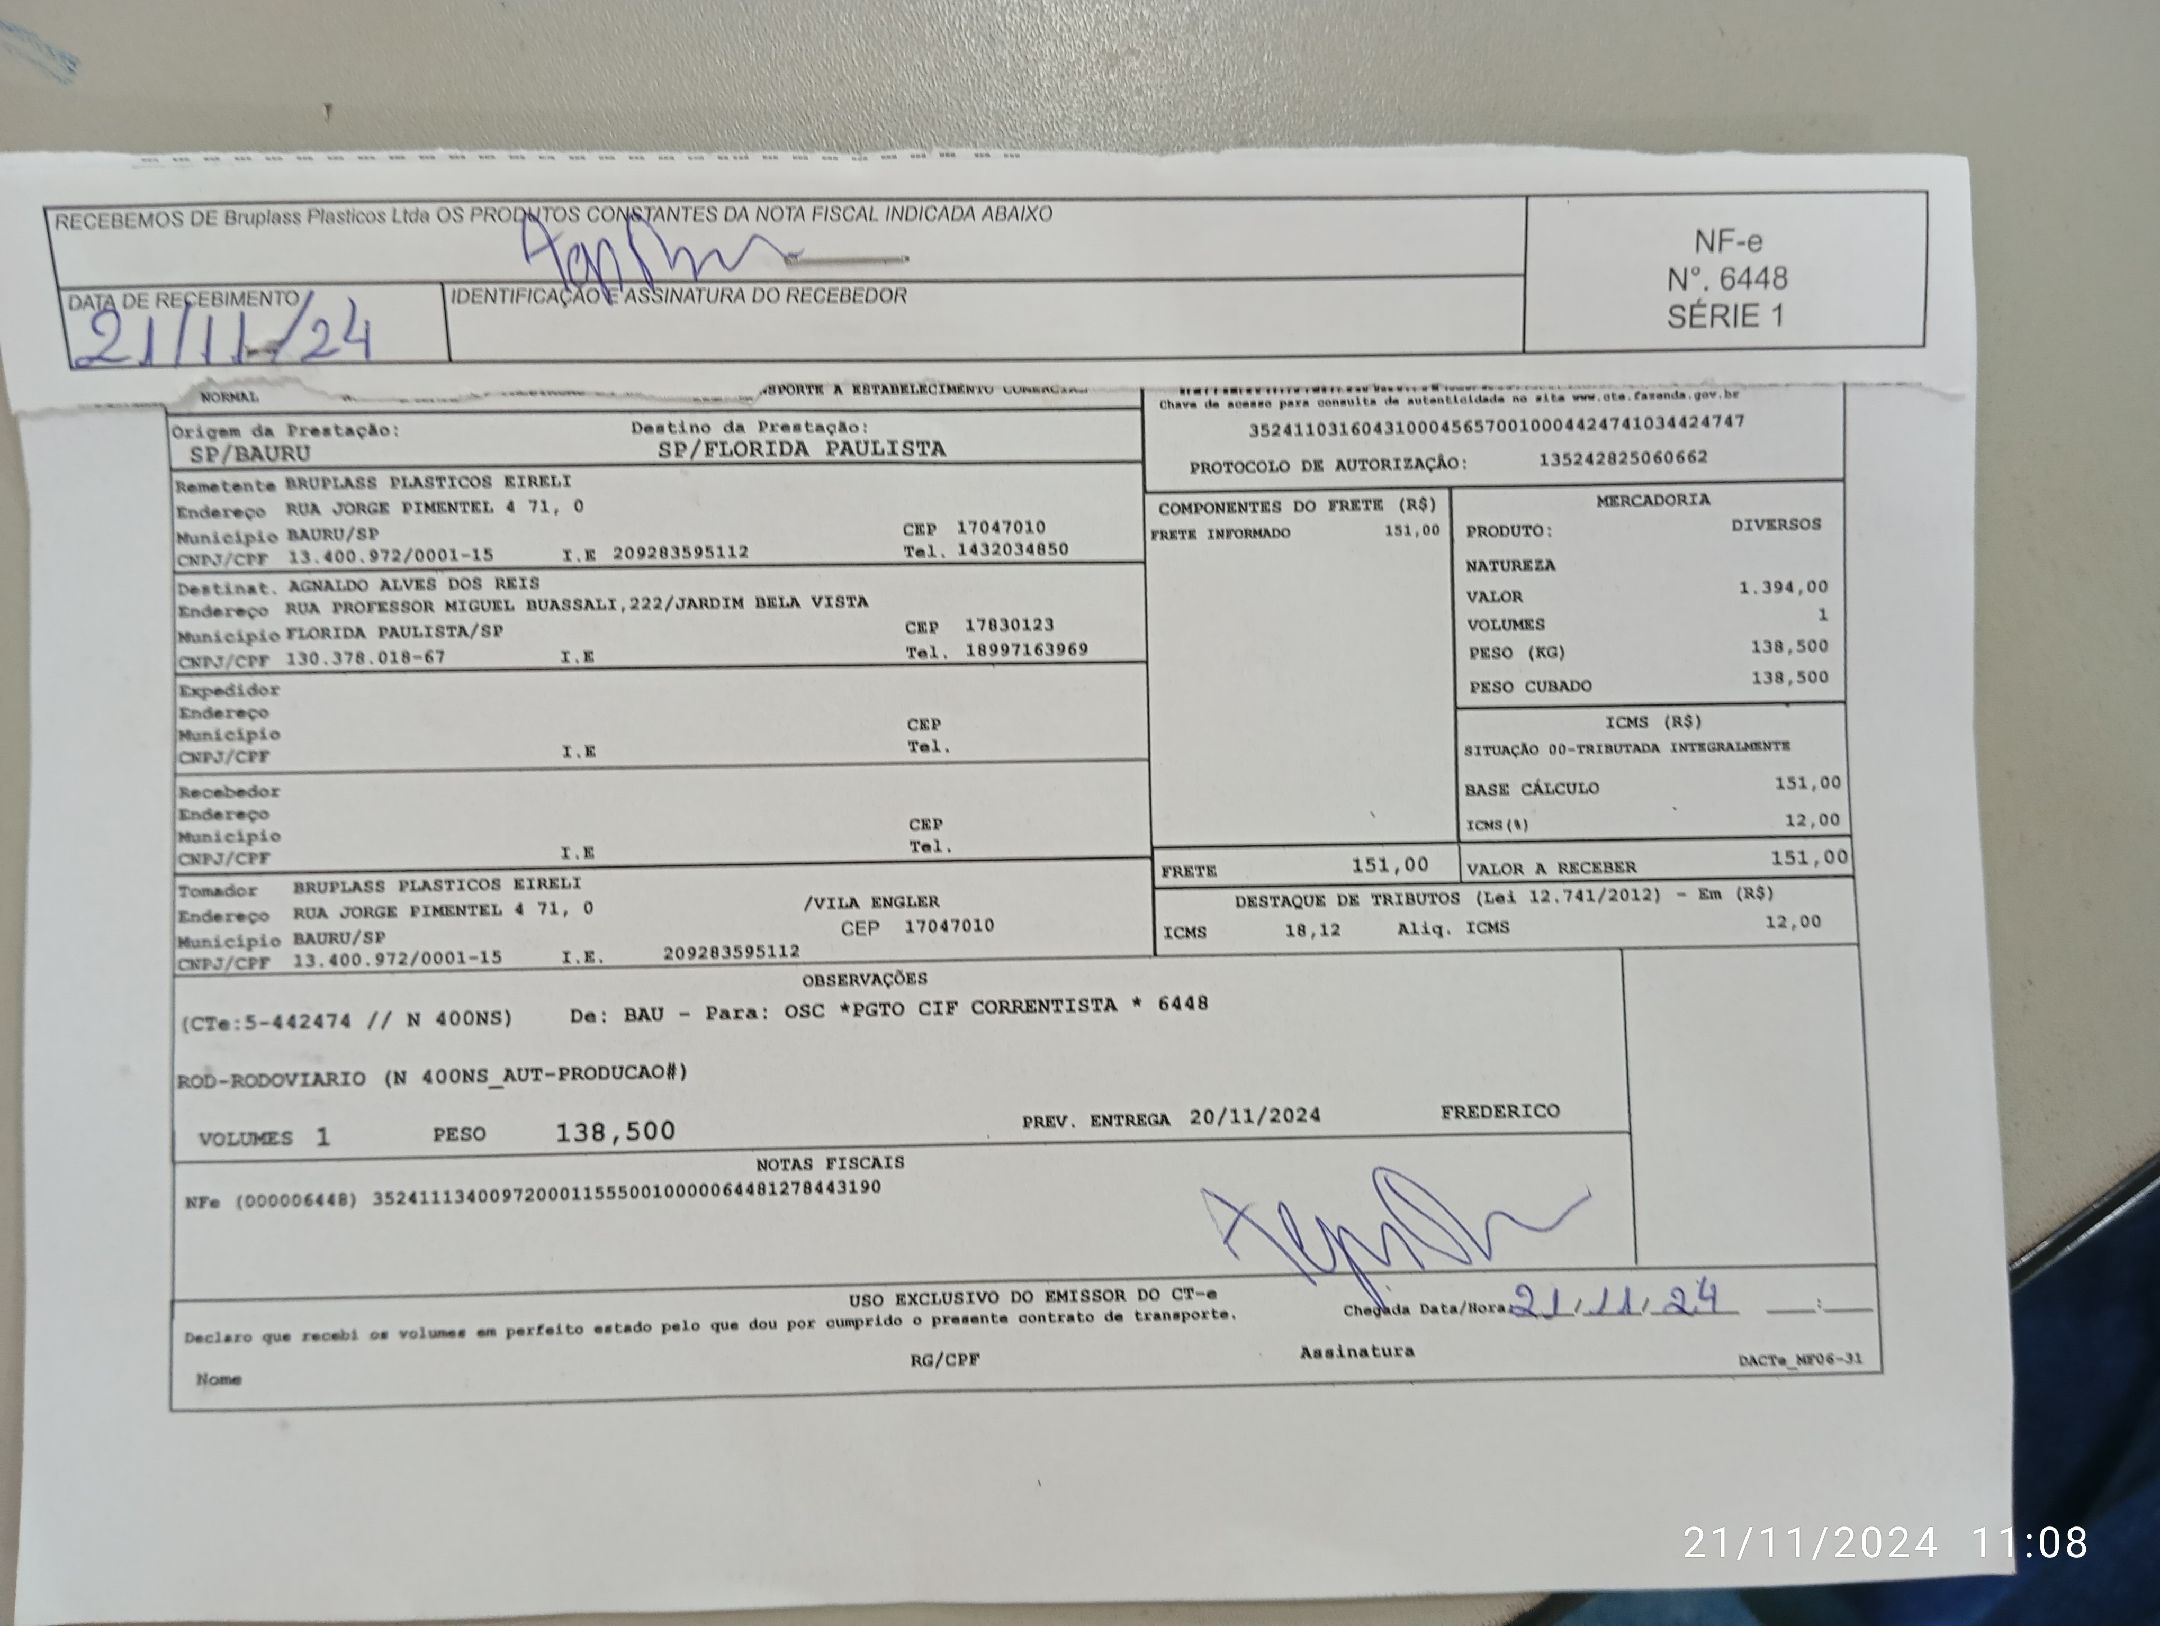 RECEBEMOS DE Bruplass Plasticos Ltda OS PRODUTOS CONSTANTES DA NOTA FISCAL INDICADA ABAIXO
NF-e
Nº. 6448
SÉRIE 1
DATA DE RECEBIMENTO
21/11/24
IDENTIFICAÇÃO E ASSINATURA DO RECEBEDOR
NORMAL
A ESTABELECIMENTO
Chave de acesso para consulta de autenticidade no site www.cte.fazenda.gov.br
35241103160431000456570010004424741034424747
PROTOCOLO DE AUTORIZAÇÃO: 135242825060662
Origem da Prestação: Destino da Prestação:
SP/BAURU SP/FLORIDA PAULISTA
Remetente BRUPLASS PLASTICOS EIRELI
Endereço RUA JORGE PIMENTEL 4 71, 0
Município BAURU/SP CEP 17047010
CNPJ/CPF 13.400.972/0001-15 I.E 209283595112 Tel. 1432034850
Destinat. AGNALDO ALVES DOS REIS
Endereço RUA PROFESSOR MIGUEL BUASSALI,222/JARDIM BELA VISTA
Município FLORIDA PAULISTA/SP CEP 17830123
CNPJ/CPF 130.378.018-67 I.E Tel. 18997163969
Expedidor
Endereço
Município CEP
CNPJ/CPF I.E Tel.
Recebedor
Endereço
Município CEP
CNPJ/CPF I.E Tel.
Tomador BRUPLASS PLASTICOS EIRELI
Endereço RUA JORGE PIMENTEL 4 71, 0 /VILA ENGLER
Município BAURU/SP CEP 17047010
CNPJ/CPF 13.400.972/0001-15 I.E. 209283595112
COMPONENTES DO FRETE (R$)
FRETE INFORMADO 151,00
MERCADORIA
PRODUTO: DIVERSOS
NATUREZA
VALOR 1.394,00
VOLUMES 1
PESO (KG) 138,500
PESO CUBADO 138,500
ICMS (R$)
SITUAÇÃO 00-TRIBUTADA INTEGRALMENTE
BASE CÁLCULO 151,00
ICMS(%) 12,00
FRETE 151,00 VALOR A RECEBER 151,00
DESTAQUE DE TRIBUTOS (Lei 12.741/2012) - Em (R$)
ICMS 18,12 Aliq. ICMS 12,00
OBSERVAÇÕES
(CTe:5-442474 // N 400NS) De: BAU - Para: OSC *PGTO CIF CORRENTISTA * 6448
ROD-RODOVIARIO (N 400NS_AUT-PRODUCAO#)
VOLUMES 1 PESO 138,500 PREV. ENTREGA 20/11/2024 FREDERICO
NOTAS FISCAIS
NFe (000006448) 35241113400972000115550010000064481278443190
USO EXCLUSIVO DO EMISSOR DO CT-e
Declaro que recebi os volumes em perfeito estado pelo que dou por cumprido o presente contrato de transporte.
Chegada Data/Hora 21/11/24 __:__
Nome RG/CPF Assinatura DACTe_MF06-31
21/11/2024 11:08